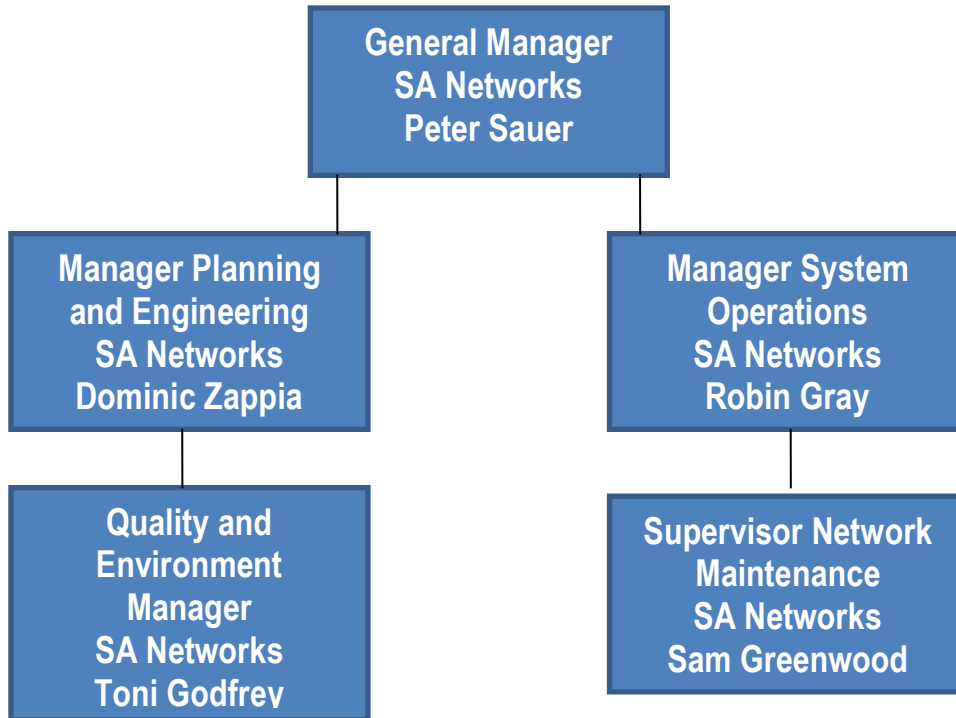 General Manager
SA Networks
Peter Sauer
Manager Planning
and Engineering
SA Networks
Dominic Zappia
Manager System
Operations
SA Networks
Robin Gray
Quality and
Environment
Manager
SA Networks
Toni Godfrey
Supervisor Network
Maintenance
SA Networks
Sam Greenwood